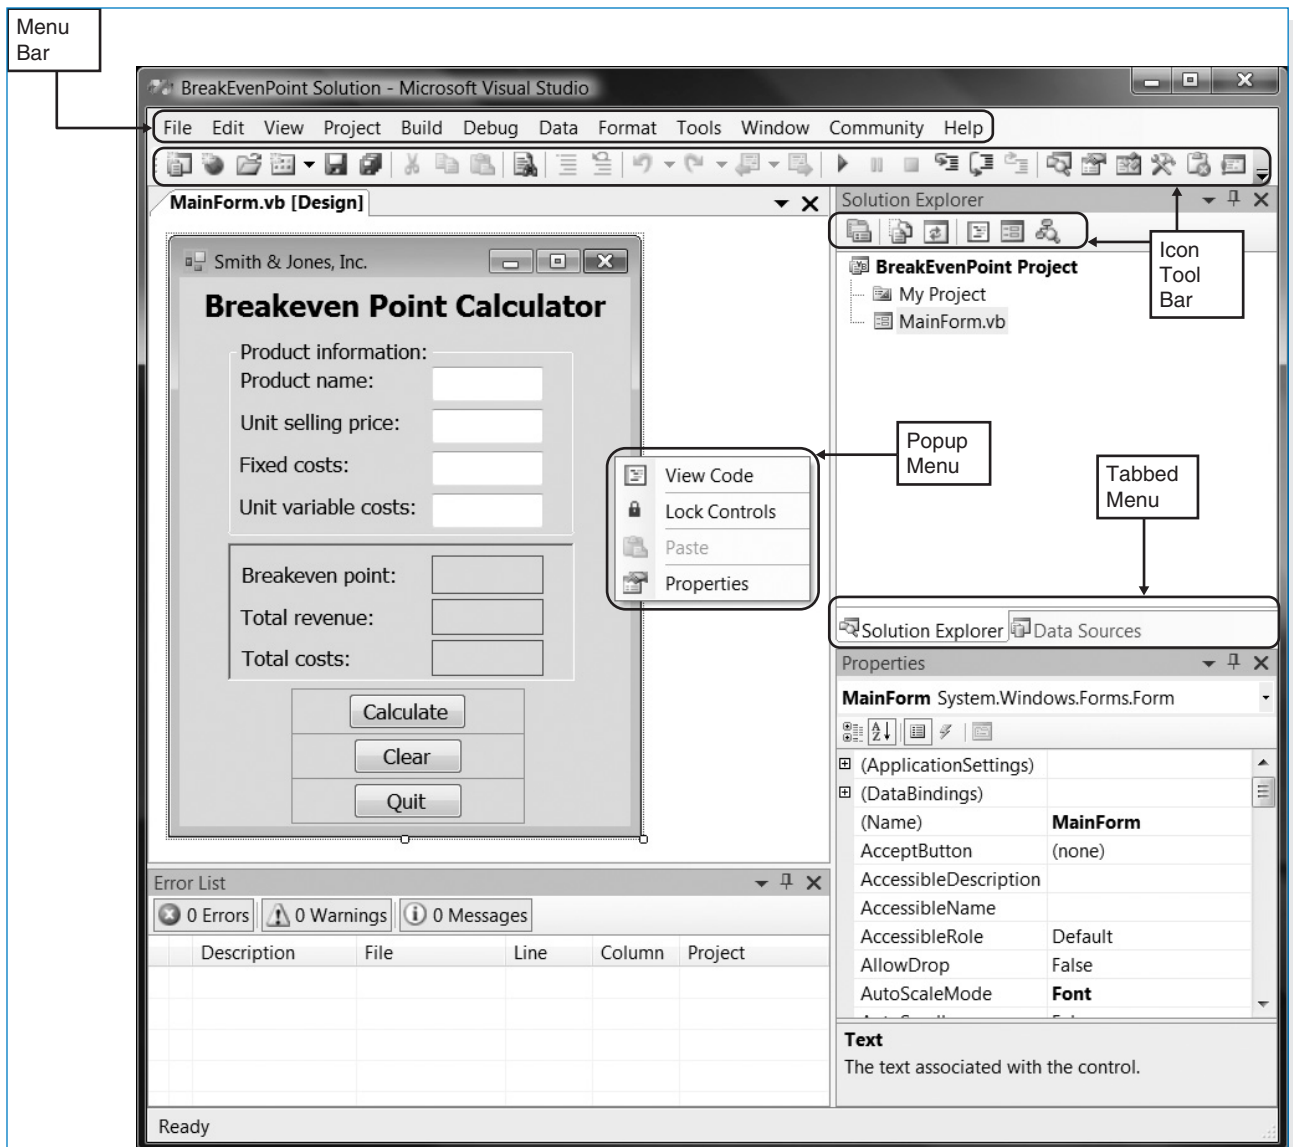 Menu
Bar
BreakEvenPoint Solution - Microsoft Visual Studio
File Edit View Project Build Debug Data Format Tools Window Community Help
MainForm.vb [Design]
Solution Explorer
Smith & Jones, Inc.
Breakeven Point Calculator
Product information:
Product name:
Unit selling price:
Fixed costs:
Unit variable costs:
Breakeven point:
Total revenue:
Total costs:
Calculate
Clear
Quit
View Code
Lock Controls
Paste
Properties
Popup
Menu
BreakEvenPoint Project
My Project
MainForm.vb
Icon
Tool
Bar
Tabbed
Menu
Solution Explorer Data Sources
Properties
MainForm System.Windows.Forms.Form
(ApplicationSettings)
(DataBindings)
(Name) MainForm
AcceptButton (none)
AccessibleDescription
AccessibleName
AccessibleRole Default
AllowDrop False
AutoScaleMode Font
Text
The text associated with the control.
Error List
0 Errors 0 Warnings 0 Messages
Description File Line Column Project
Ready